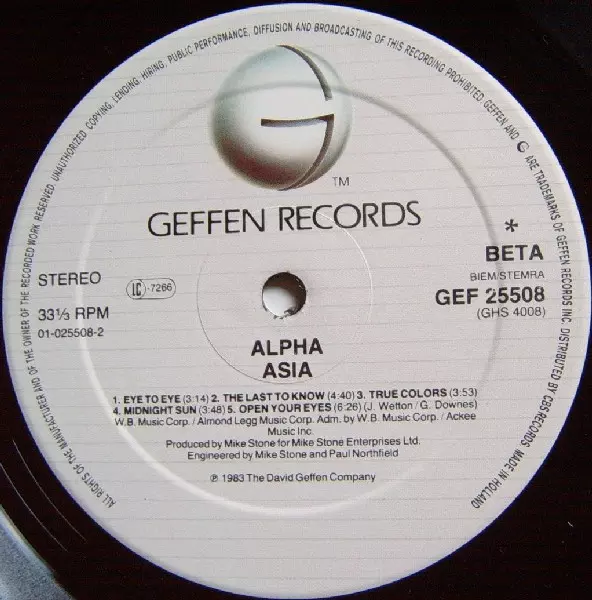 ALL RIGHTS OF THE MANUFACTURER AND OF THE OWNER OF THE RECORDED WORK RESERVED. UNAUTHORIZED COPYING, LENDING, HIRING, PUBLIC PERFORMANCE, DIFFUSION AND BROADCASTING OF THIS RECORDING PROHIBITED GEFFEN AND G ARE TRADEMARKS OF GEFFEN RECORDS INC. DISTRIBUTED BY CBS RECORDS. MADE IN HOLLAND
G
TM
GEFFEN RECORDS
*
BETA
STEREO
BIEM/STEMRA
LC-7266
GEF 25508
33⅓ RPM
(GHS 4008)
01-025508-2
ALPHA
ASIA
1. EYE TO EYE (3:14) 2. THE LAST TO KNOW (4:40) 3. TRUE COLORS (3:53)
4. MIDNIGHT SUN (3:48) 5. OPEN YOUR EYES (6:26) (J. Wetton / G. Downes)
W.B. Music Corp. / Almond Legg Music Corp. Adm. by W.B. Music Corp. / Ackee
Music Inc.
Produced by Mike Stone for Mike Stone Enterprises Ltd.
Engineered by Mike Stone and Paul Northfield
℗ 1983 The David Geffen Company